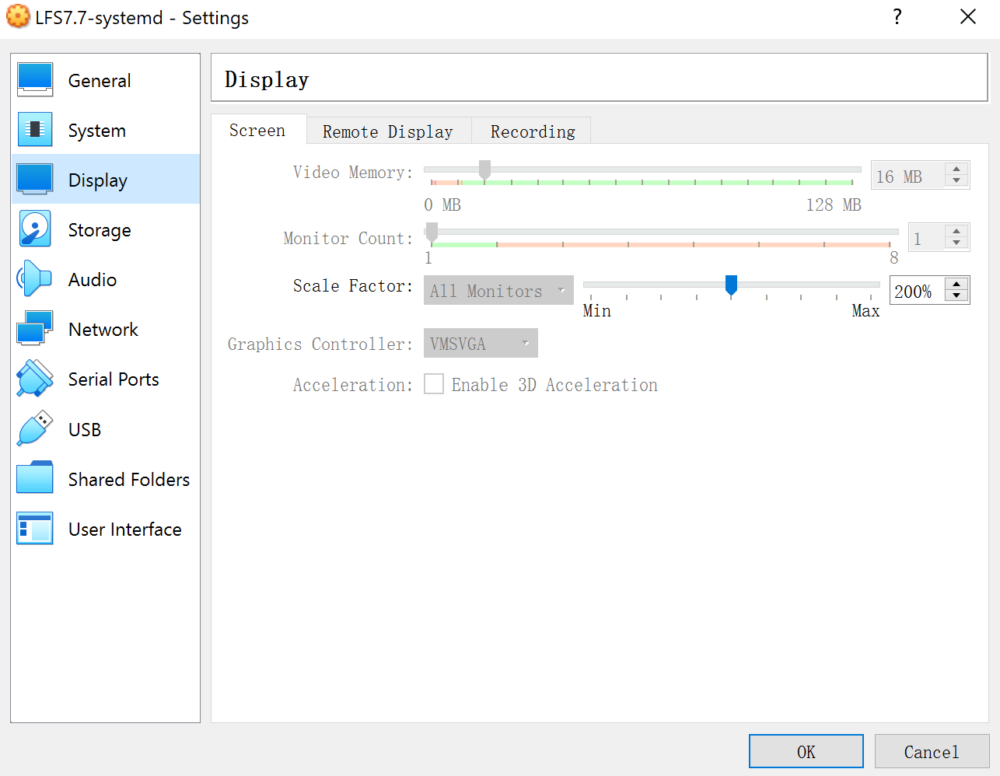 LFS7.7-systemd - Settings
?
General
System
Display
Storage
Audio
Network
Serial Ports
USB
Shared Folders
User Interface
Display
Screen
Remote Display
Recording
Video Memory:
16 MB
0 MB
128 MB
Monitor Count:
1
1
8
Scale Factor:
All Monitors
200%
Min
Max
Graphics Controller:
VMSVGA
Acceleration:
Enable 3D Acceleration
OK
Cancel